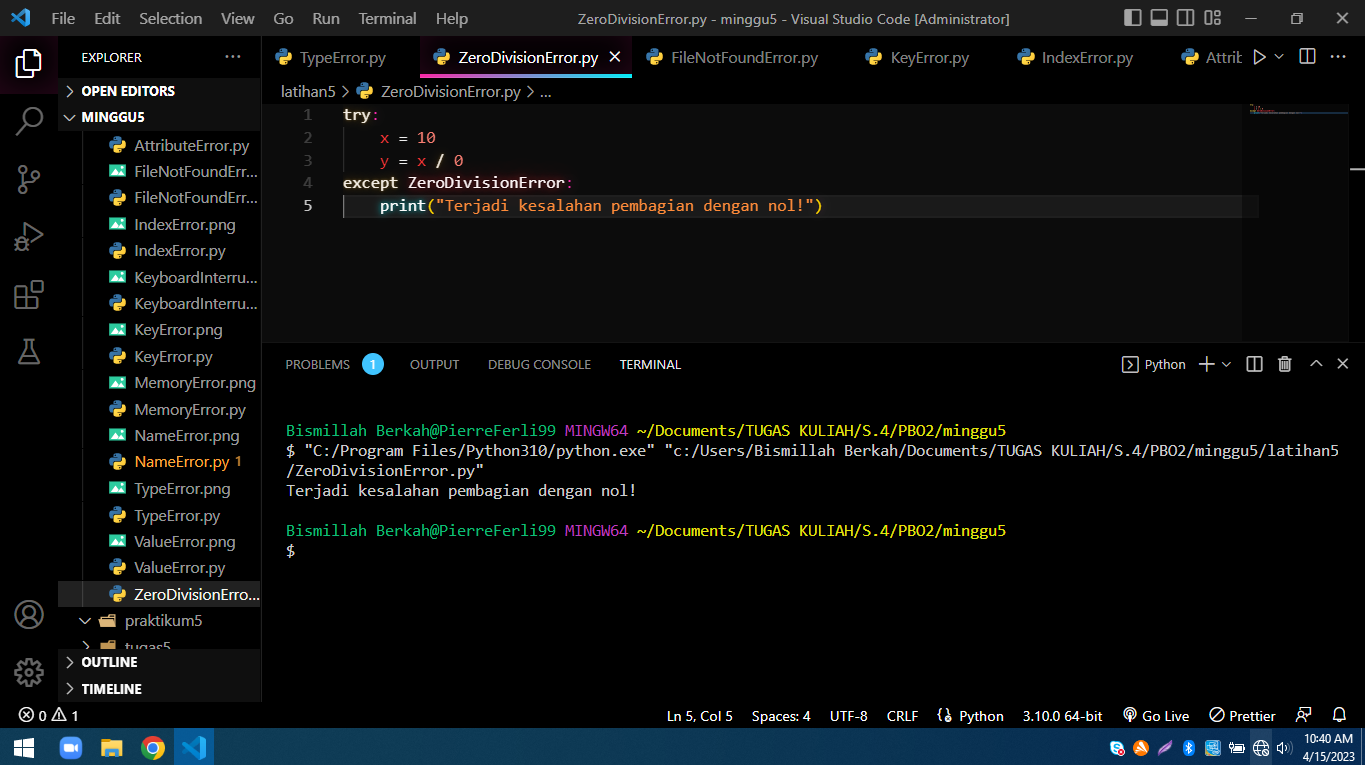 File Edit Selection View Go Run Terminal Help ZeroDivisionError.py - minggu5 - Visual Studio Code [Administrator]
EXPLORER ...
TypeError.py ZeroDivisionError.py FileNotFoundError.py KeyError.py IndexError.py Attrib
OPEN EDITORS
MINGGU5
AttributeError.py
FileNotFoundErr...
FileNotFoundErr...
IndexError.png
IndexError.py
KeyboardInterru...
KeyboardInterru...
KeyError.png
KeyError.py
MemoryError.png
MemoryError.py
NameError.png
NameError.py 1
TypeError.png
TypeError.py
ValueError.png
ValueError.py
ZeroDivisionErro...
praktikum5
tugas5
OUTLINE
TIMELINE
latihan5 > ZeroDivisionError.py > ...
1 try:
2 x = 10
3 y = x / 0
4 except ZeroDivisionError:
5 print("Terjadi kesalahan pembagian dengan nol!")
PROBLEMS 1 OUTPUT DEBUG CONSOLE TERMINAL Python
Bismillah Berkah@PierreFerli99 MINGW64 ~/Documents/TUGAS KULIAH/S.4/PBO2/minggu5
$ "C:/Program Files/Python310/python.exe" "c:/Users/Bismillah Berkah/Documents/TUGAS KULIAH/S.4/PBO2/minggu5/latihan5
/ZeroDivisionError.py"
Terjadi kesalahan pembagian dengan nol!
Bismillah Berkah@PierreFerli99 MINGW64 ~/Documents/TUGAS KULIAH/S.4/PBO2/minggu5
$
0 1 Ln 5, Col 5 Spaces: 4 UTF-8 CRLF Python 3.10.0 64-bit Go Live Prettier
10:40 AM
4/15/2023